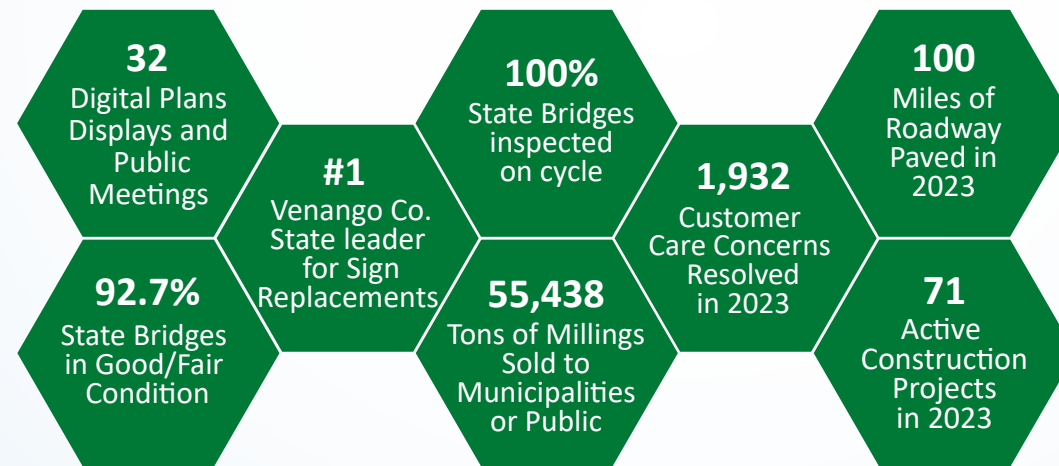 32
Digital Plans
Displays and
Public
Meetings
#1
Venango Co.
State leader
for Sign
Replacements
100%
State Bridges
inspected
on cycle
1,932
Customer
Care Concerns
Resolved
in 2023
100
Miles of
Roadway
Paved in
2023
92.7%
State Bridges
in Good/Fair
Condition
55,438
Tons of Millings
Sold to
Municipalities
or Public
71
Active
Construction
Projects
in 2023